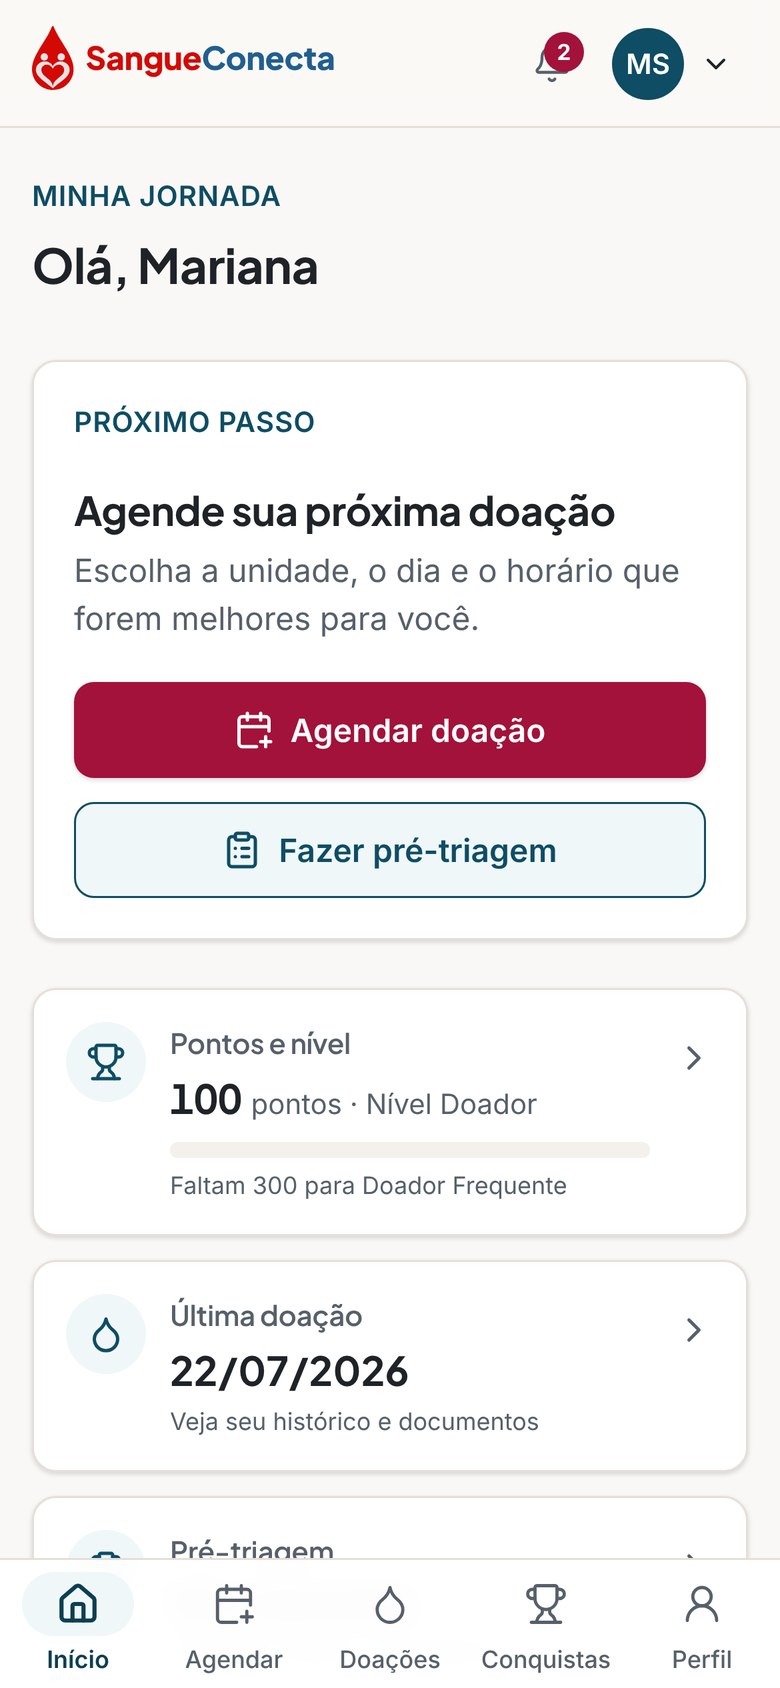 SangueConecta
2
MS
MINHA JORNADA
Olá, Mariana
PRÓXIMO PASSO
Agende sua próxima doação
Escolha a unidade, o dia e o horário que
forem melhores para você.
Agendar doação
Fazer pré-triagem
Pontos e nível
100 pontos · Nível Doador
Faltam 300 para Doador Frequente
Última doação
22/07/2026
Veja seu histórico e documentos
Pré-triagem
Início
Agendar
Doações
Conquistas
Perfil